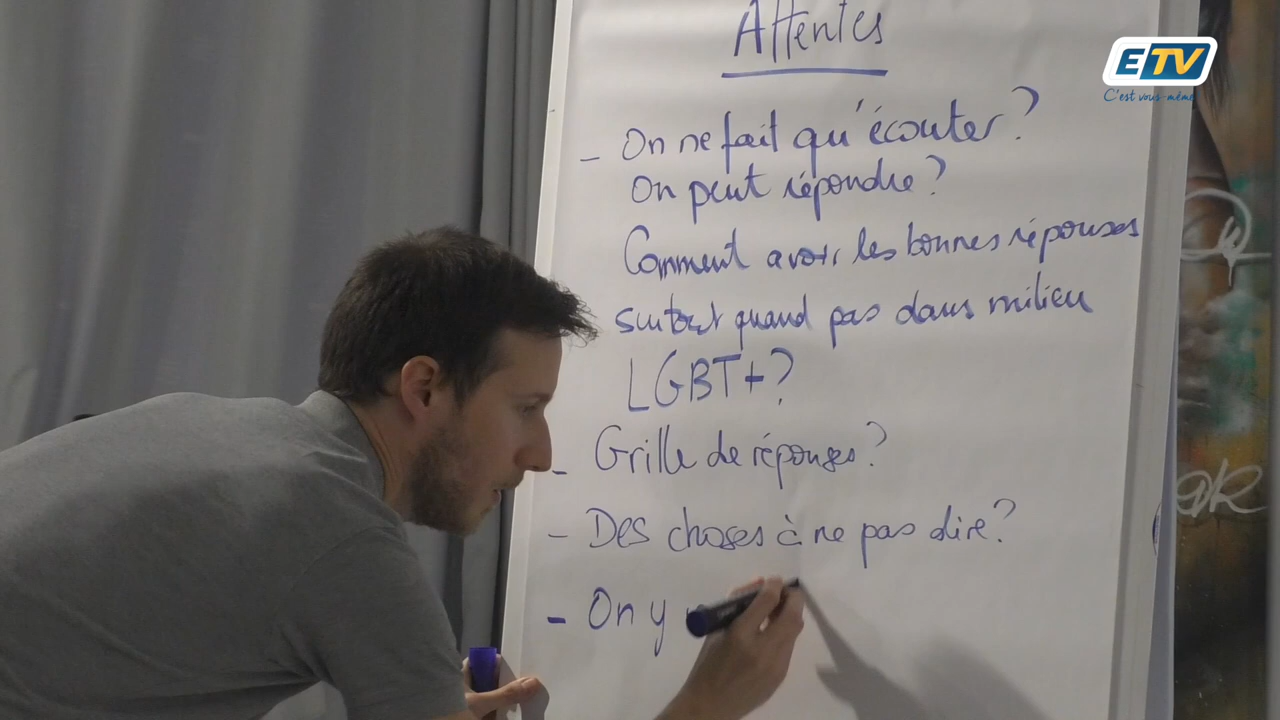 Attentes
ETV
C'est vous-même
- On ne fait qu'écouter ?
On peut répondre ?
Comment avoir les bonnes réponses
surtout quand pas dans milieu
LGBT+ ?
- Grille de réponses ?
- Des choses à ne pas dire ?
- On y